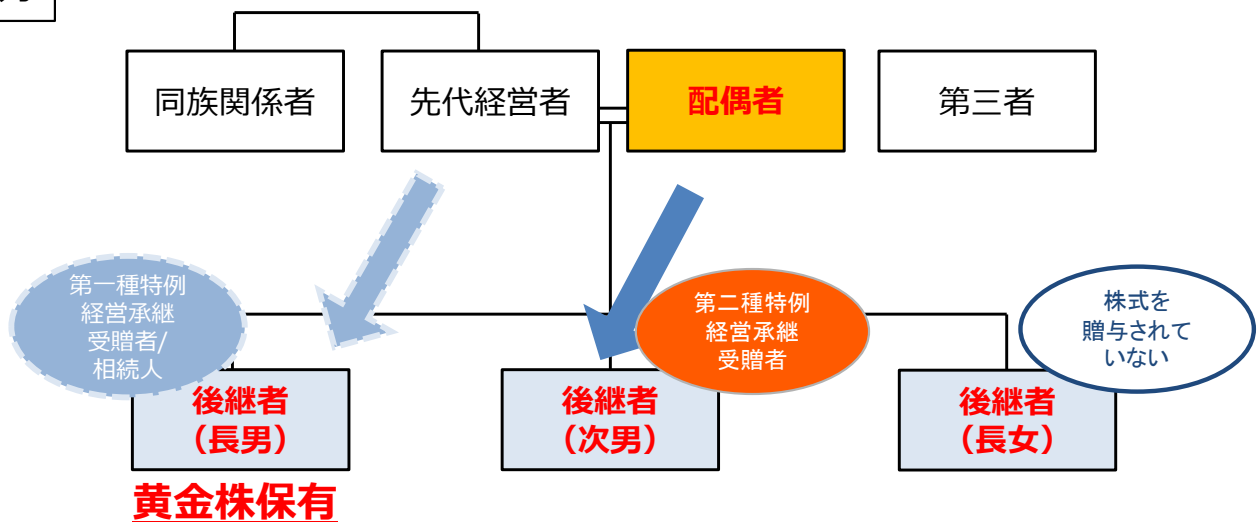 同族関係者
先代経営者
配偶者
第三者
第一種特例
経営承継
受贈者/
相続人
第二種特例
経営承継
受贈者
株式を
贈与されて
いない
後継者
（長男）
後継者
（次男）
後継者
（長女）
黄金株保有